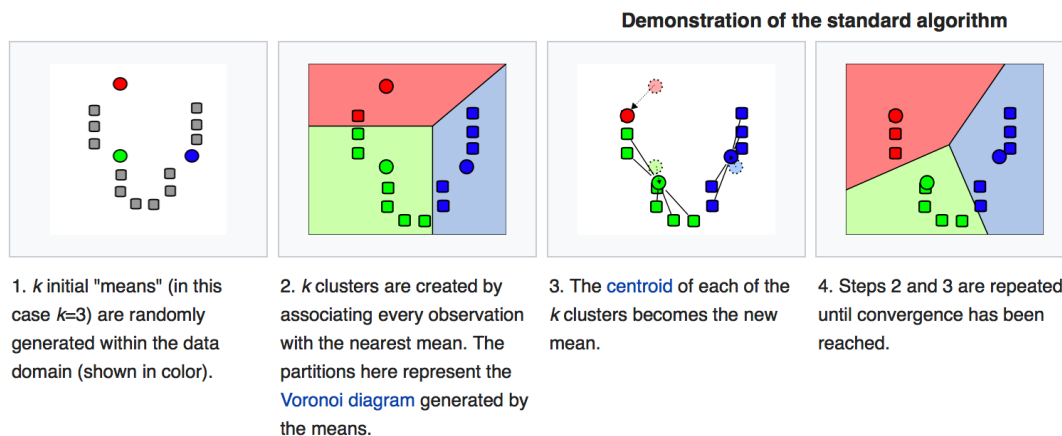 Demonstration of the standard algorithm
1. k initial "means" (in this
case k=3) are randomly
generated within the data
domain (shown in color).
2. k clusters are created by
associating every observation
with the nearest mean. The
partitions here represent the
Voronoi diagram generated by
the means.
3. The centroid of each of the
k clusters becomes the new
mean.
4. Steps 2 and 3 are repeated
until convergence has been
reached.